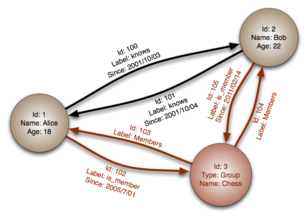 Id: 100
Label: knows
Since: 2001/10/03
Id: 2
Name: Bob
Age: 22
Id: 101
Label: knows
Since: 2001/10/04
Id: 105
Label: is_member
Since: 2011/02/14
Id: 104
Label: Members
Id: 1
Name: Alice
Age: 18
Id: 103
Label: Members
Id: 102
Label: is_member
Since: 2005/7/01
Id: 3
Type: Group
Name: Chess